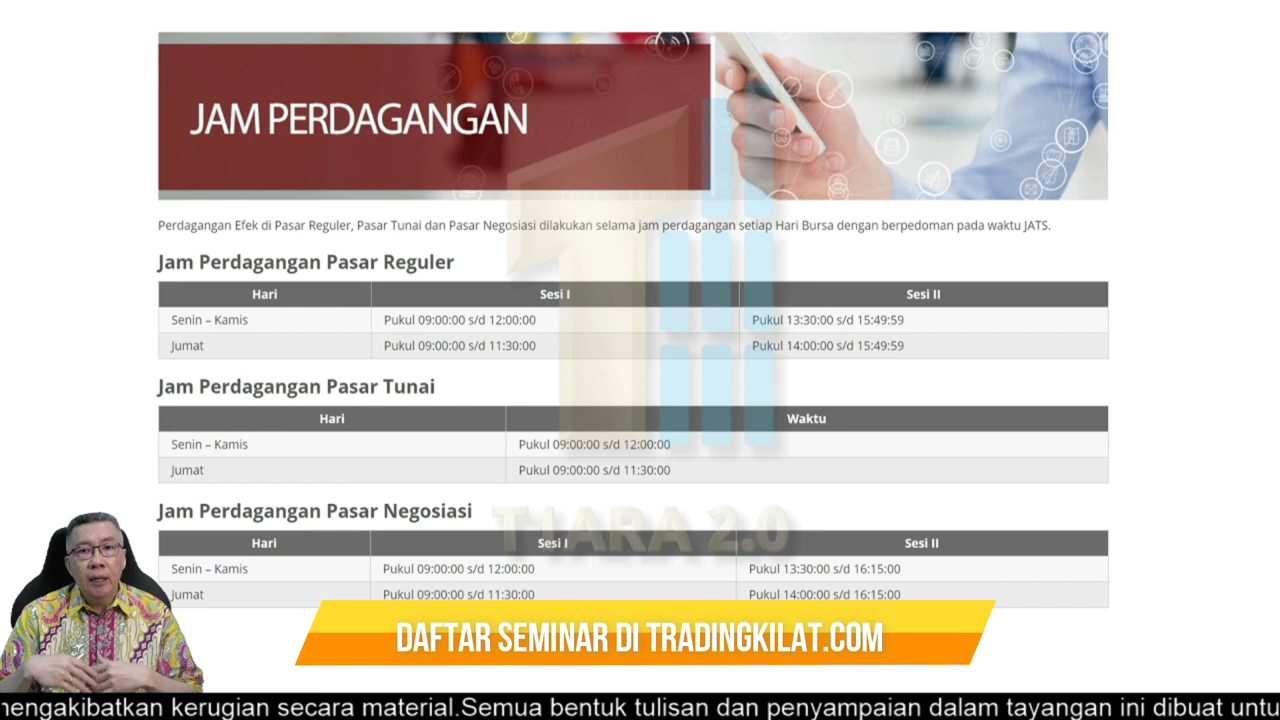 JAM PERDAGANGAN
Perdagangan Efek di Pasar Reguler, Pasar Tunai dan Pasar Negosiasi dilakukan selama jam perdagangan setiap Hari Bursa dengan berpedoman pada waktu JATS.
Jam Perdagangan Pasar Reguler
Hari Sesi I Sesi II
Senin – Kamis Pukul 09:00:00 s/d 12:00:00 Pukul 13:30:00 s/d 15:49:59
Jumat Pukul 09:00:00 s/d 11:30:00 Pukul 14:00:00 s/d 15:49:59
Jam Perdagangan Pasar Tunai
Hari Waktu
Senin – Kamis Pukul 09:00:00 s/d 12:00:00
Jumat Pukul 09:00:00 s/d 11:30:00
Jam Perdagangan Pasar Negosiasi
T1ARA 2.0
Hari Sesi I Sesi II
Senin – Kamis Pukul 09:00:00 s/d 12:00:00 Pukul 13:30:00 s/d 16:15:00
Jumat Pukul 09:00:00 s/d 11:30:00 Pukul 14:00:00 s/d 16:15:00
DAFTAR SEMINAR DI TRADINGKILAT.COM
mengakibatkan kerugian secara material.Semua bentuk tulisan dan penyampaian dalam tayangan ini dibuat untu